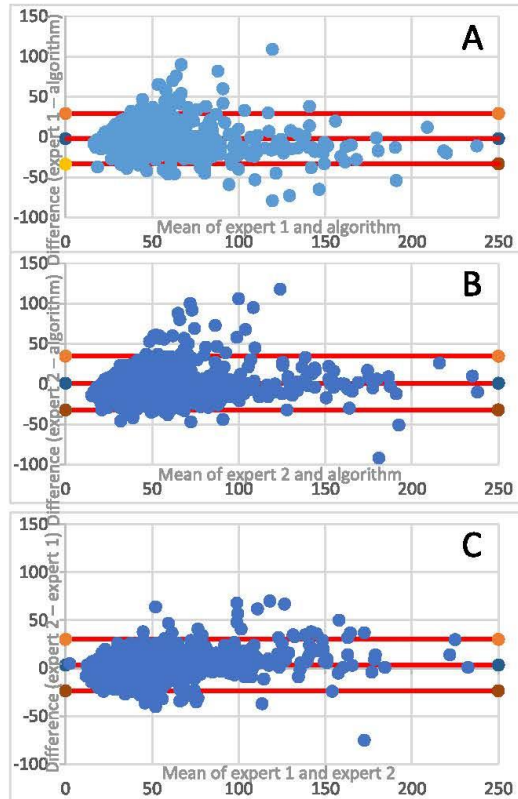 A
Difference (expert 1 – algorithm)
150
100
50
0
-50
-100
0 50 100 150 200 250
Mean of expert 1 and algorithm
B
Difference (expert 2 – algorithm)
150
100
50
0
-50
-100
0 50 100 150 200 250
Mean of expert 2 and algorithm
C
Difference (expert 2 – expert 1)
150
100
50
0
-50
-100
0 50 100 150 200 250
Mean of expert 1 and expert 2